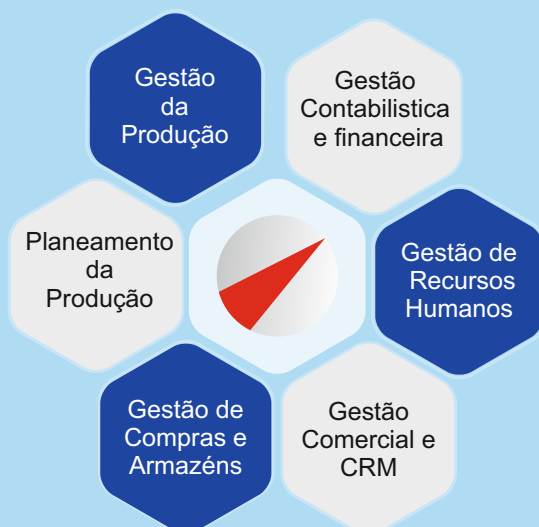 Gestão
da
Produção
Gestão
Contabilistica
e financeira
Planeamento
da
Produção
Gestão de
Recursos
Humanos
Gestão de
Compras e
Armazéns
Gestão
Comercial e
CRM